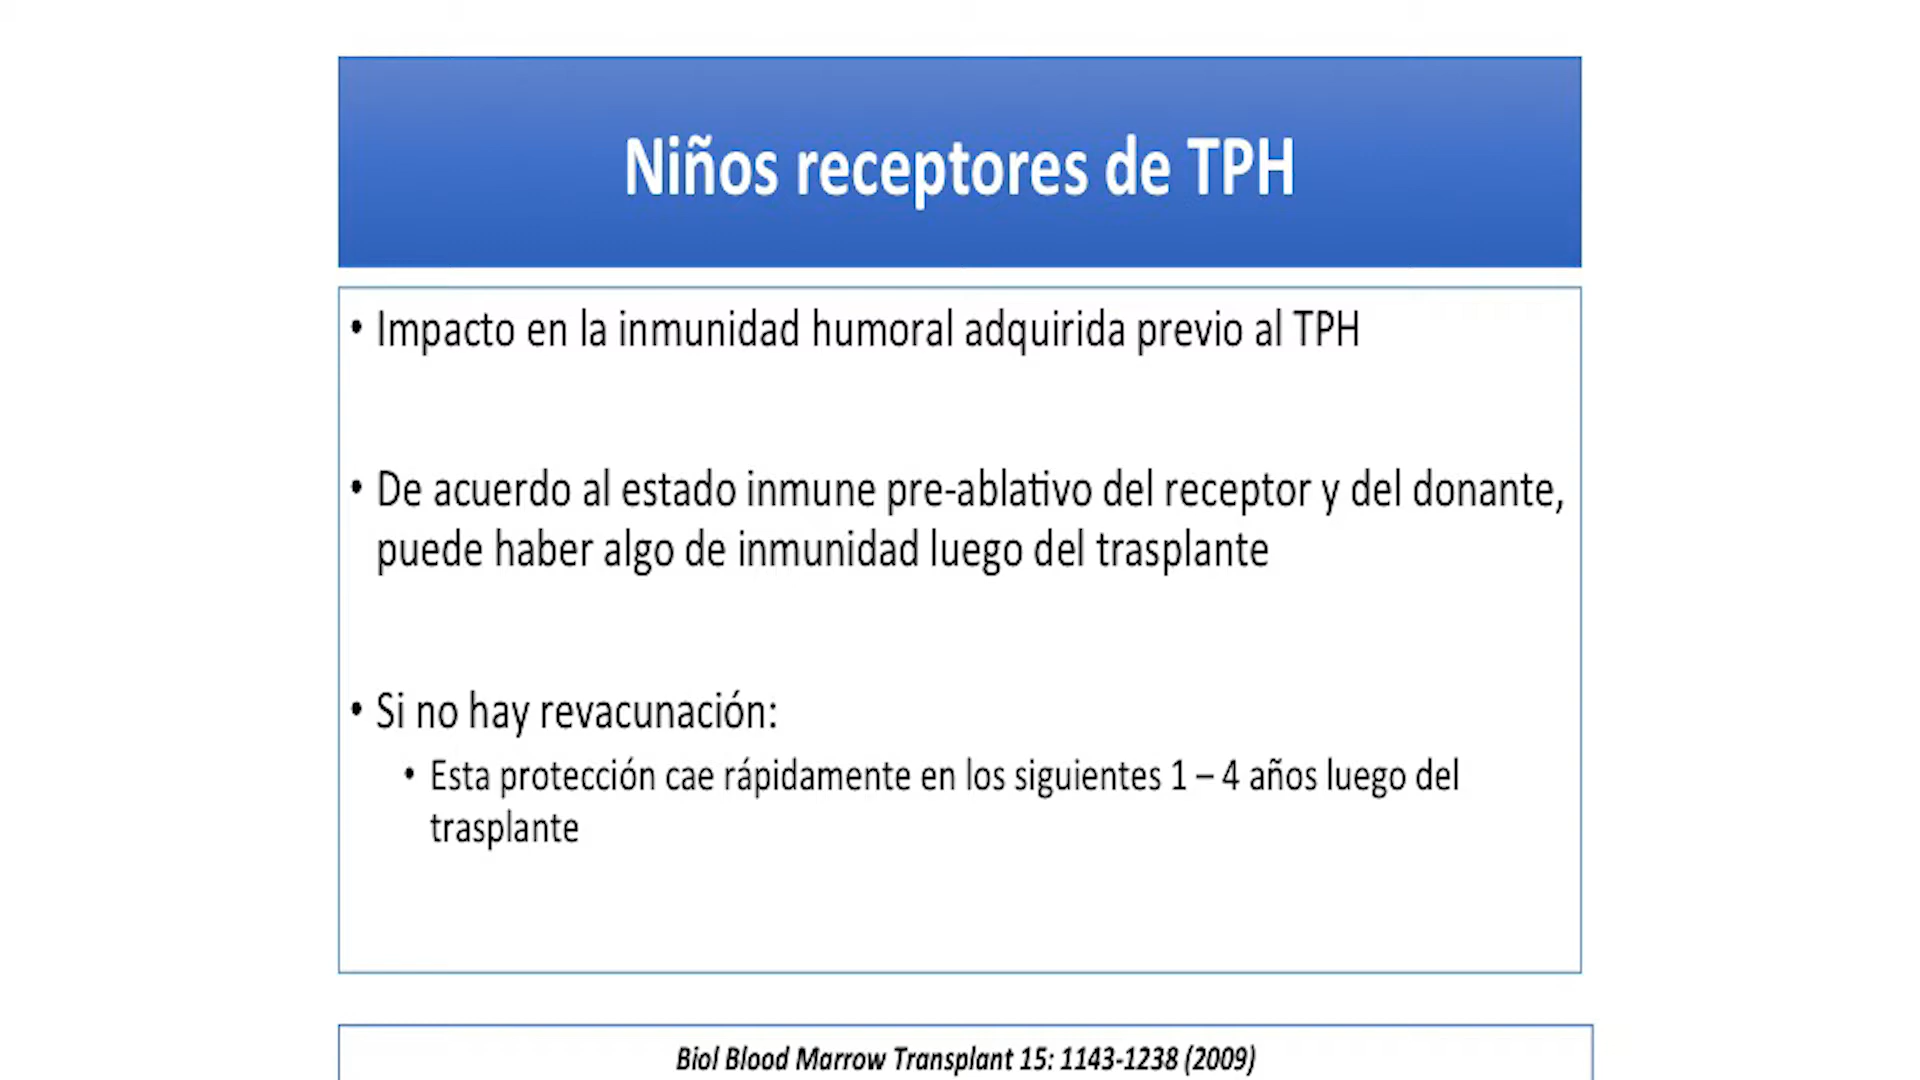 Niños receptores de TPH
• Impacto en la inmunidad humoral adquirida previo al TPH
• De acuerdo al estado inmune pre-ablativo del receptor y del donante,
puede haber algo de inmunidad luego del trasplante
• Si no hay revacunación:
• Esta protección cae rápidamente en los siguientes 1 – 4 años luego del
trasplante
Biol Blood Marrow Transplant 15: 1143-1238 (2009)